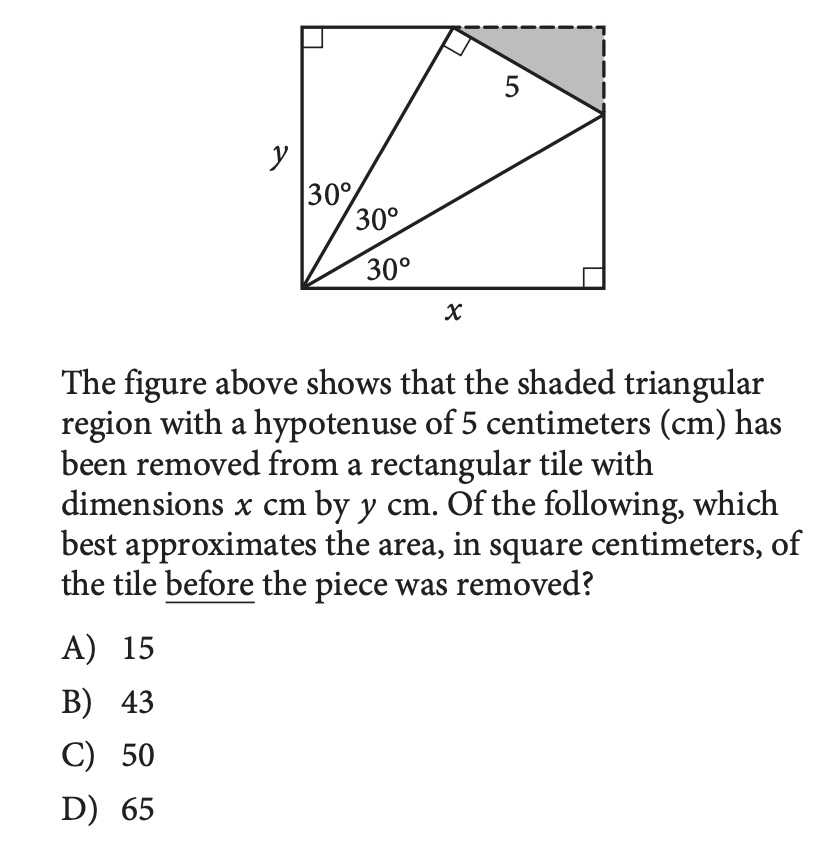 5
y
30°
30°
30°
x
The figure above shows that the shaded triangular
region with a hypotenuse of 5 centimeters (cm) has
been removed from a rectangular tile with
dimensions x cm by y cm. Of the following, which
best approximates the area, in square centimeters, of
the tile before the piece was removed?
A) 15
B) 43
C) 50
D) 65